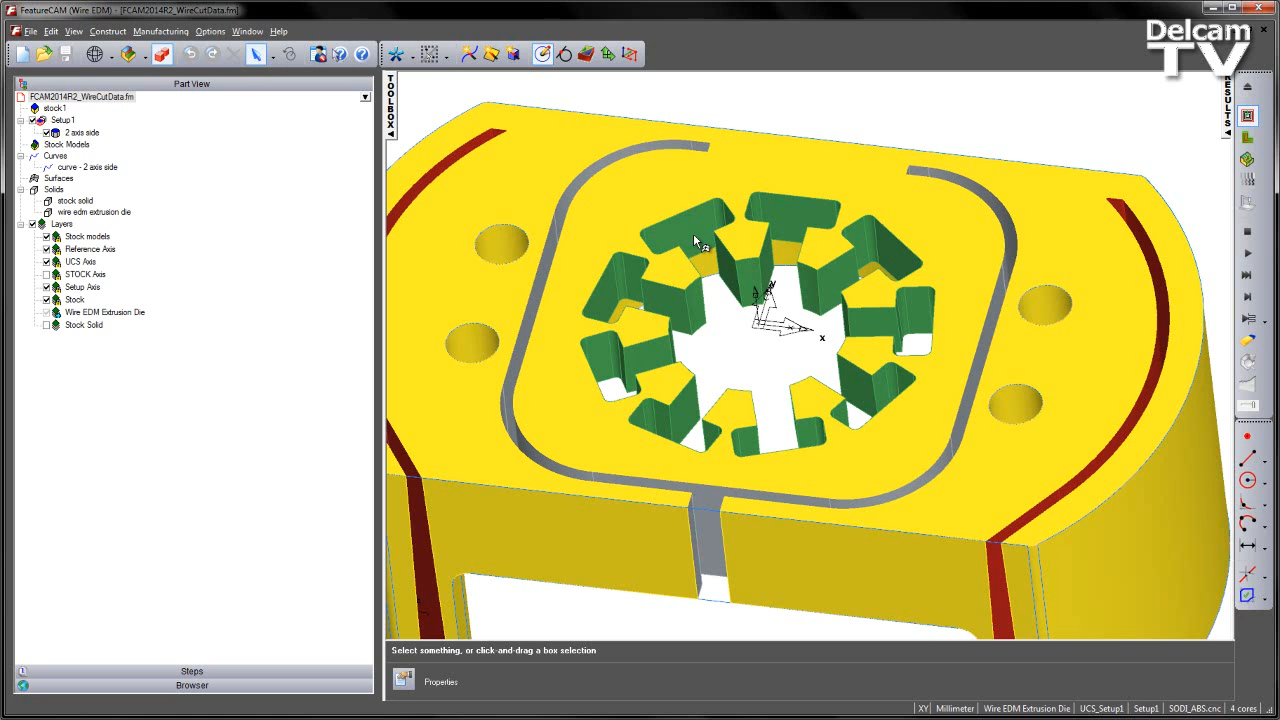 FeatureCAM (Wire EDM) - [FCAM2014R2_WireCutData.fm]
File Edit View Construct Manufacturing Options Window Help
Delcam
TV
Part View
FCAM2014R2_WireCutData.fm
stock1
Setup1
2 axis side
Stock Models
Curves
curve - 2 axis side
Surfaces
Solids
stock solid
wire edm extrusion die
Layers
Stock models
Reference Axis
UCS Axis
STOCK Axis
Setup Axis
Stock
Wire EDM Extrusion Die
Stock Solid
Steps
Browser
TOOLBOX
RESULTS
x
Select something, or click-and-drag a box selection
Properties
XY Millimeter Wire EDM Extrusion Die UCS_Setup1 Setup1 SODI_ABS.cnc 4 cores